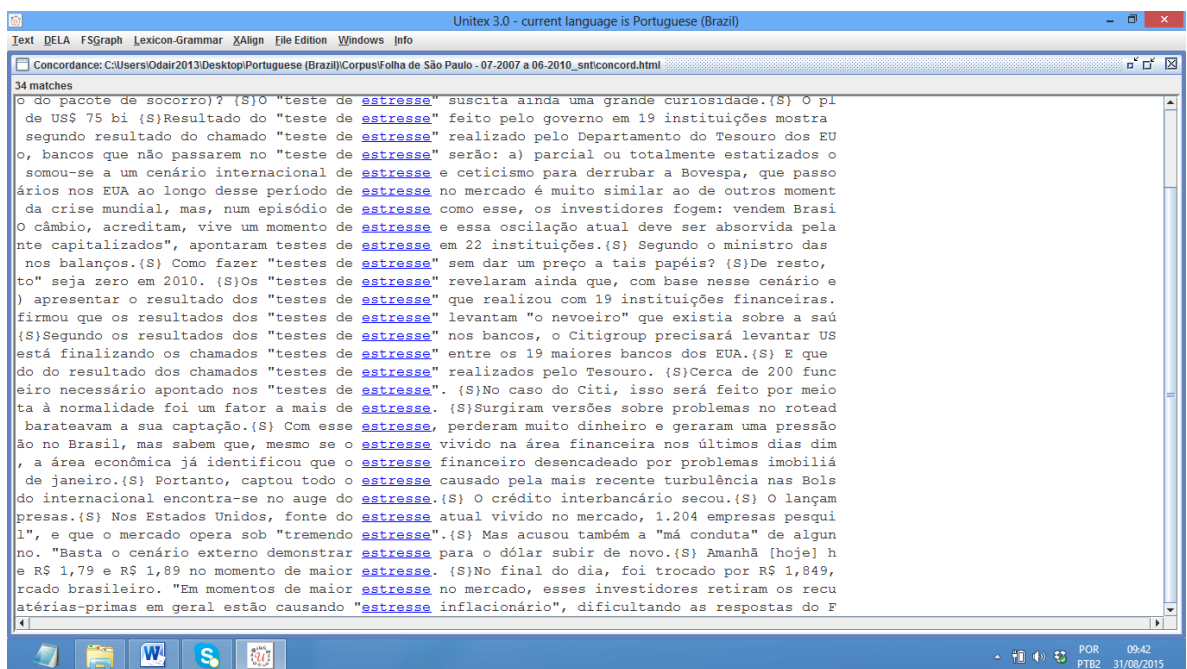 Unitex 3.0 - current language is Portuguese (Brazil)
Text DELA FSGraph Lexicon-Grammar XAlign File Edition Windows Info
Concordance: C:\Users\Odair2013\Desktop\Portuguese (Brazil)\Corpus\Folha de São Paulo - 07-2007 a 06-2010_snt\concord.html
34 matches
o do pacote de socorro)? {S}O "teste de estresse" suscita ainda uma grande curiosidade.{S} O pl
de US$ 75 bi {S}Resultado do "teste de estresse" feito pelo governo em 19 instituições mostra
segundo resultado do chamado "teste de estresse" realizado pelo Departamento do Tesouro dos EU
o, bancos que não passarem no "teste de estresse" serão: a) parcial ou totalmente estatizados o
somou-se a um cenário internacional de estresse e ceticismo para derrubar a Bovespa, que passo
ários nos EUA ao longo desse período de estresse no mercado é muito similar ao de outros moment
da crise mundial, mas, num episódio de estresse como esse, os investidores fogem: vendem Brasi
O câmbio, acreditam, vive um momento de estresse e essa oscilação atual deve ser absorvida pela
nte capitalizados", apontaram testes de estresse em 22 instituições.{S} Segundo o ministro das
nos balanços.{S} Como fazer "testes de estresse" sem dar um preço a tais papéis? {S}De resto,
to" seja zero em 2010. {S}Os "testes de estresse" revelaram ainda que, com base nesse cenário e
) apresentar o resultado dos "testes de estresse" que realizou com 19 instituições financeiras.
firmou que os resultados dos "testes de estresse" levantam "o nevoeiro" que existia sobre a saú
{S}Segundo os resultados dos "testes de estresse" nos bancos, o Citigroup precisará levantar US
está finalizando os chamados "testes de estresse" entre os 19 maiores bancos dos EUA.{S} E que
do do resultado dos chamados "testes de estresse" realizados pelo Tesouro. {S}Cerca de 200 func
eiro necessário apontado nos "testes de estresse". {S}No caso do Citi, isso será feito por meio
ta à normalidade foi um fator a mais de estresse. {S}Surgiram versões sobre problemas no rotead
barateavam a sua captação.{S} Com esse estresse, perderam muito dinheiro e geraram uma pressão
ão no Brasil, mas sabem que, mesmo se o estresse vivido na área financeira nos últimos dias dim
, a área econômica já identificou que o estresse financeiro desencadeado por problemas imobiliá
de janeiro.{S} Portanto, captou todo o estresse causado pela mais recente turbulência nas Bols
do internacional encontra-se no auge do estresse.{S} O crédito interbancário secou.{S} O lançam
presas.{S} Nos Estados Unidos, fonte do estresse atual vivido no mercado, 1.204 empresas pesqui
l", e que o mercado opera sob "tremendo estresse".{S} Mas acusou também a "má conduta" de algun
no. "Basta o cenário externo demonstrar estresse para o dólar subir de novo.{S} Amanhã [hoje] h
e R$ 1,79 e R$ 1,89 no momento de maior estresse. {S}No final do dia, foi trocado por R$ 1,849,
rcado brasileiro. "Em momentos de maior estresse no mercado, esses investidores retiram os recu
atérias-primas em geral estão causando "estresse inflacionário", dificultando as respostas do F
POR 09:42
PTB2 31/08/2015